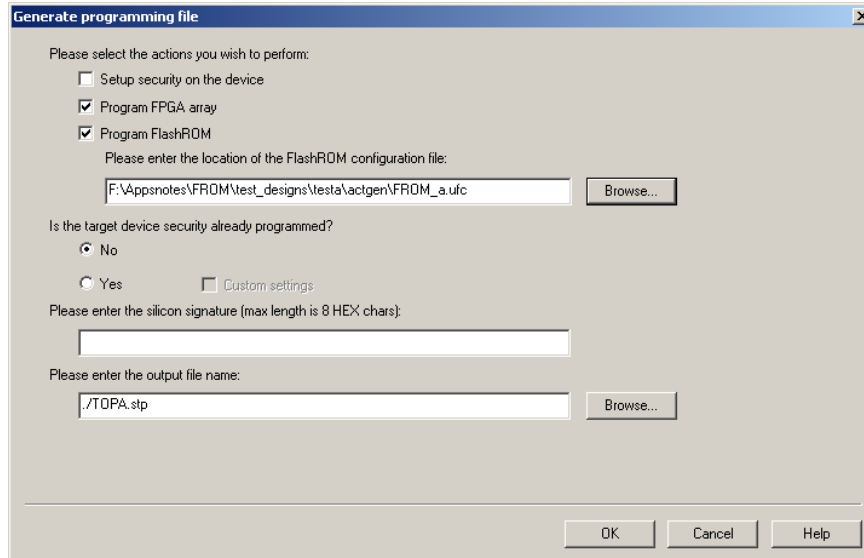 Generate programming file
Please select the actions you wish to perform:
Setup security on the device
Program FPGA array
Program FlashROM
Please enter the location of the FlashROM configuration file:
F:\Appsnotes\FROM\test_designs\testa\actgen\FROM_a.ufc
Browse...
Is the target device security already programmed?
No
Yes
Custom settings
Please enter the silicon signature (max length is 8 HEX chars):
Please enter the output file name:
./TOPA.stp
Browse...
OK
Cancel
Help